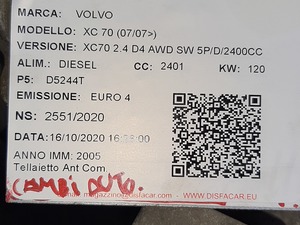 MARCA: VOLVO
MODELLO: XC 70 (07/07>)
VERSIONE: XC70 2.4 D4 AWD SW 5P/D/2400CC
ALIM.: DIESEL CC: 2401 KW: 120
P5: D5244T
EMISSIONE: EURO 4
NS: 2551/2020
DATA:16/10/2020
ANNO IMM: 2005
Tellaietto Ant Com
CAMBI AUTO.
WWW.DISFACAR.EU